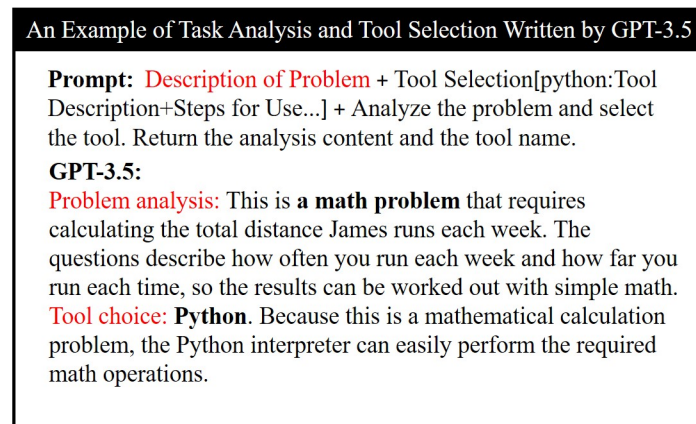 An Example of Task Analysis and Tool Selection Written by GPT-3.5
Prompt: Description of Problem + Tool Selection[python:Tool
Description+Steps for Use...] + Analyze the problem and select
the tool. Return the analysis content and the tool name.
GPT-3.5:
Problem analysis: This is a math problem that requires
calculating the total distance James runs each week. The
questions describe how often you run each week and how far you
run each time, so the results can be worked out with simple math.
Tool choice: Python. Because this is a mathematical calculation
problem, the Python interpreter can easily perform the required
math operations.